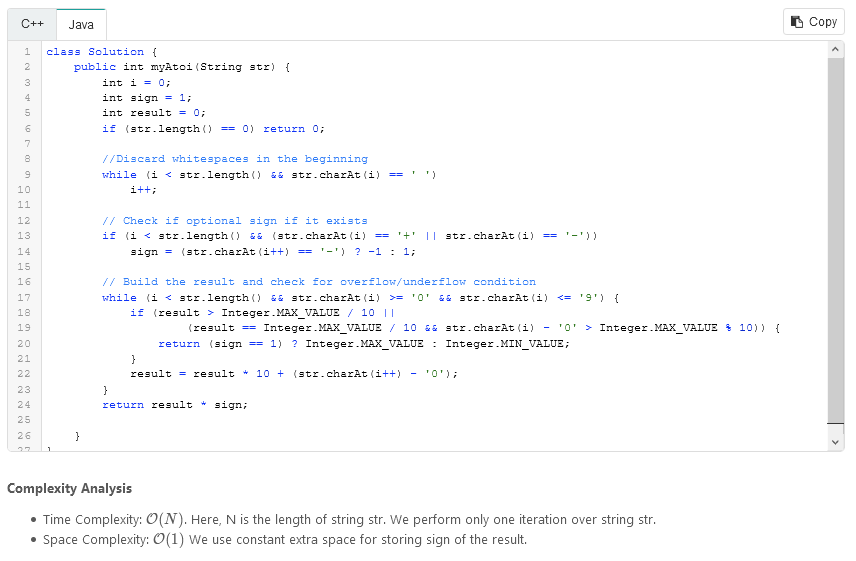 C++ Java Copy
1 class Solution {
2 public int myAtoi(String str) {
3 int i = 0;
4 int sign = 1;
5 int result = 0;
6 if (str.length() == 0) return 0;
7
8 //Discard whitespaces in the beginning
9 while (i < str.length() && str.charAt(i) == ' ')
10 i++;
11
12 // Check if optional sign if it exists
13 if (i < str.length() && (str.charAt(i) == '+' || str.charAt(i) == '-'))
14 sign = (str.charAt(i++) == '-') ? -1 : 1;
15
16 // Build the result and check for overflow/underflow condition
17 while (i < str.length() && str.charAt(i) >= '0' && str.charAt(i) <= '9') {
18 if (result > Integer.MAX_VALUE / 10 ||
19 (result == Integer.MAX_VALUE / 10 && str.charAt(i) - '0' > Integer.MAX_VALUE % 10)) {
20 return (sign == 1) ? Integer.MAX_VALUE : Integer.MIN_VALUE;
21 }
22 result = result * 10 + (str.charAt(i++) - '0');
23 }
24 return result * sign;
25
26 }
27 }
Complexity Analysis
• Time Complexity: O(N). Here, N is the length of string str. We perform only one iteration over string str.
• Space Complexity: O(1) We use constant extra space for storing sign of the result.